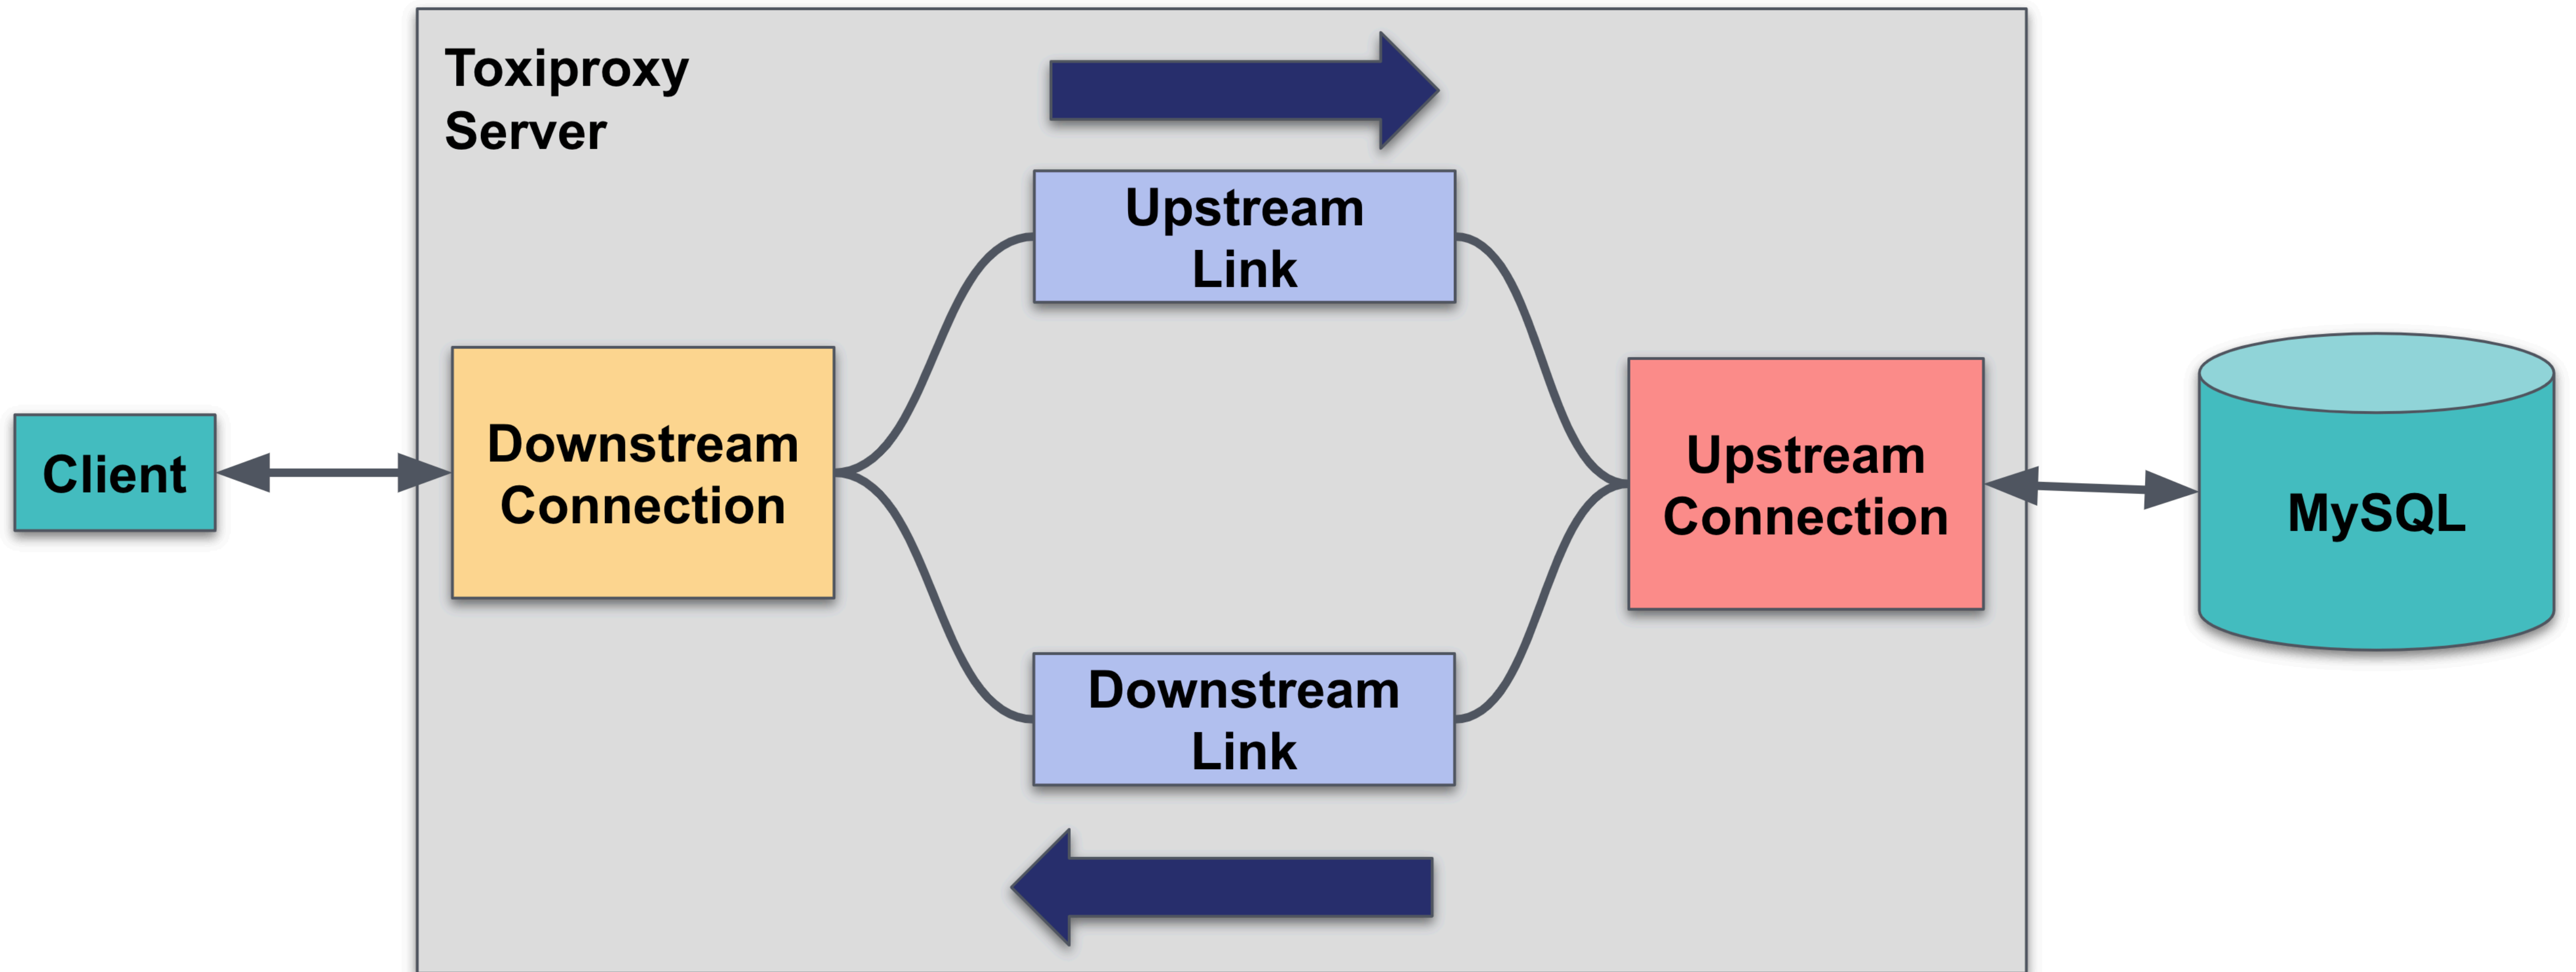 Toxiproxy
Server
Upstream
Link
Client
Downstream
Connection
Upstream
Connection
MySQL
Downstream
Link